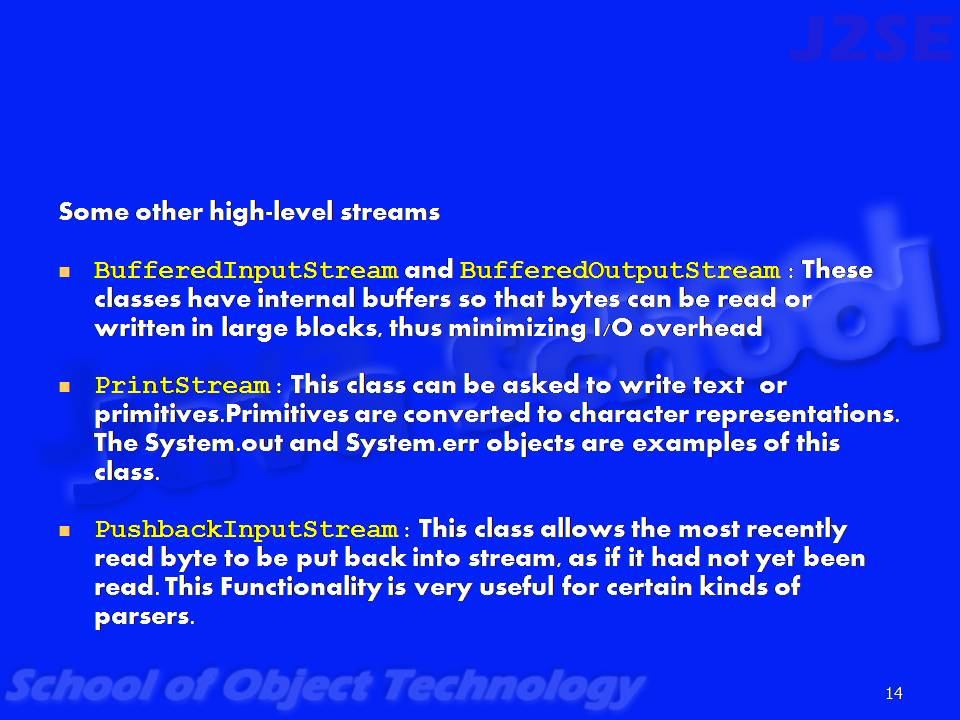 J2SE
Some other high-level streams
BufferedInputStream and BufferedOutputStream : These
classes have internal buffers so that bytes can be read or
written in large blocks, thus minimizing I/O overhead
PrintStream : This class can be asked to write text or
primitives.Primitives are converted to character representations.
The System.out and System.err objects are examples of this
class.
PushbackInputStream : This class allows the most recently
read byte to be put back into stream, as if it had not yet been
read. This Functionality is very useful for certain kinds of
parsers.
Java School
School of Object Technology
14